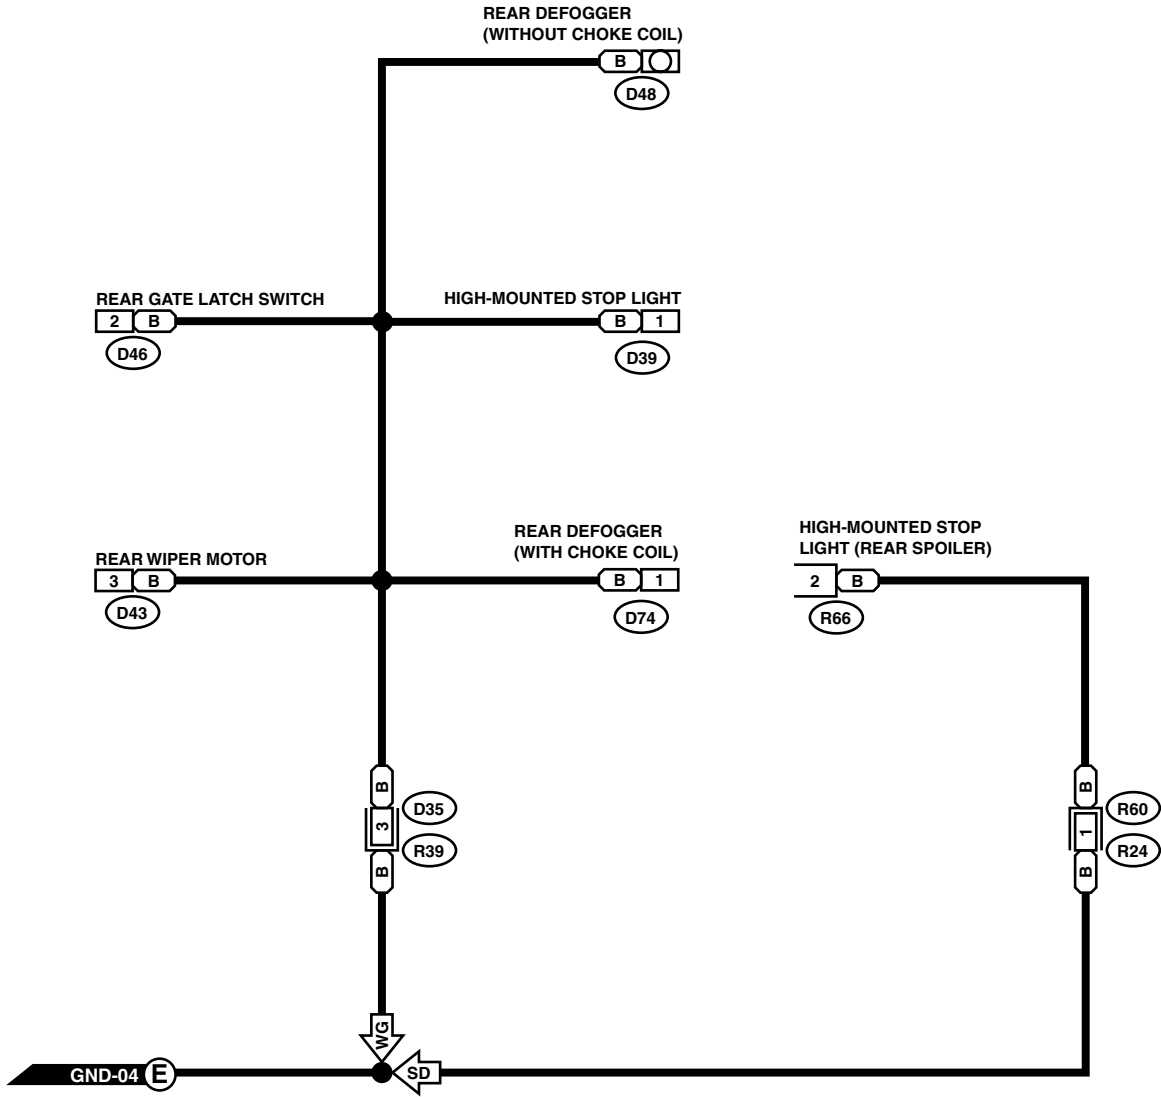 REAR DEFOGGER
(WITHOUT CHOKE COIL)
B
D48
REAR GATE LATCH SWITCH
2 B
D46
HIGH-MOUNTED STOP LIGHT
B 1
D39
REAR WIPER MOTOR
3 B
D43
REAR DEFOGGER
(WITH CHOKE COIL)
B 1
D74
HIGH-MOUNTED STOP
LIGHT (REAR SPOILER)
2 B
R66
B
D35
3
R39
B
B
R60
1
R24
B
WG
SD
GND-04 E